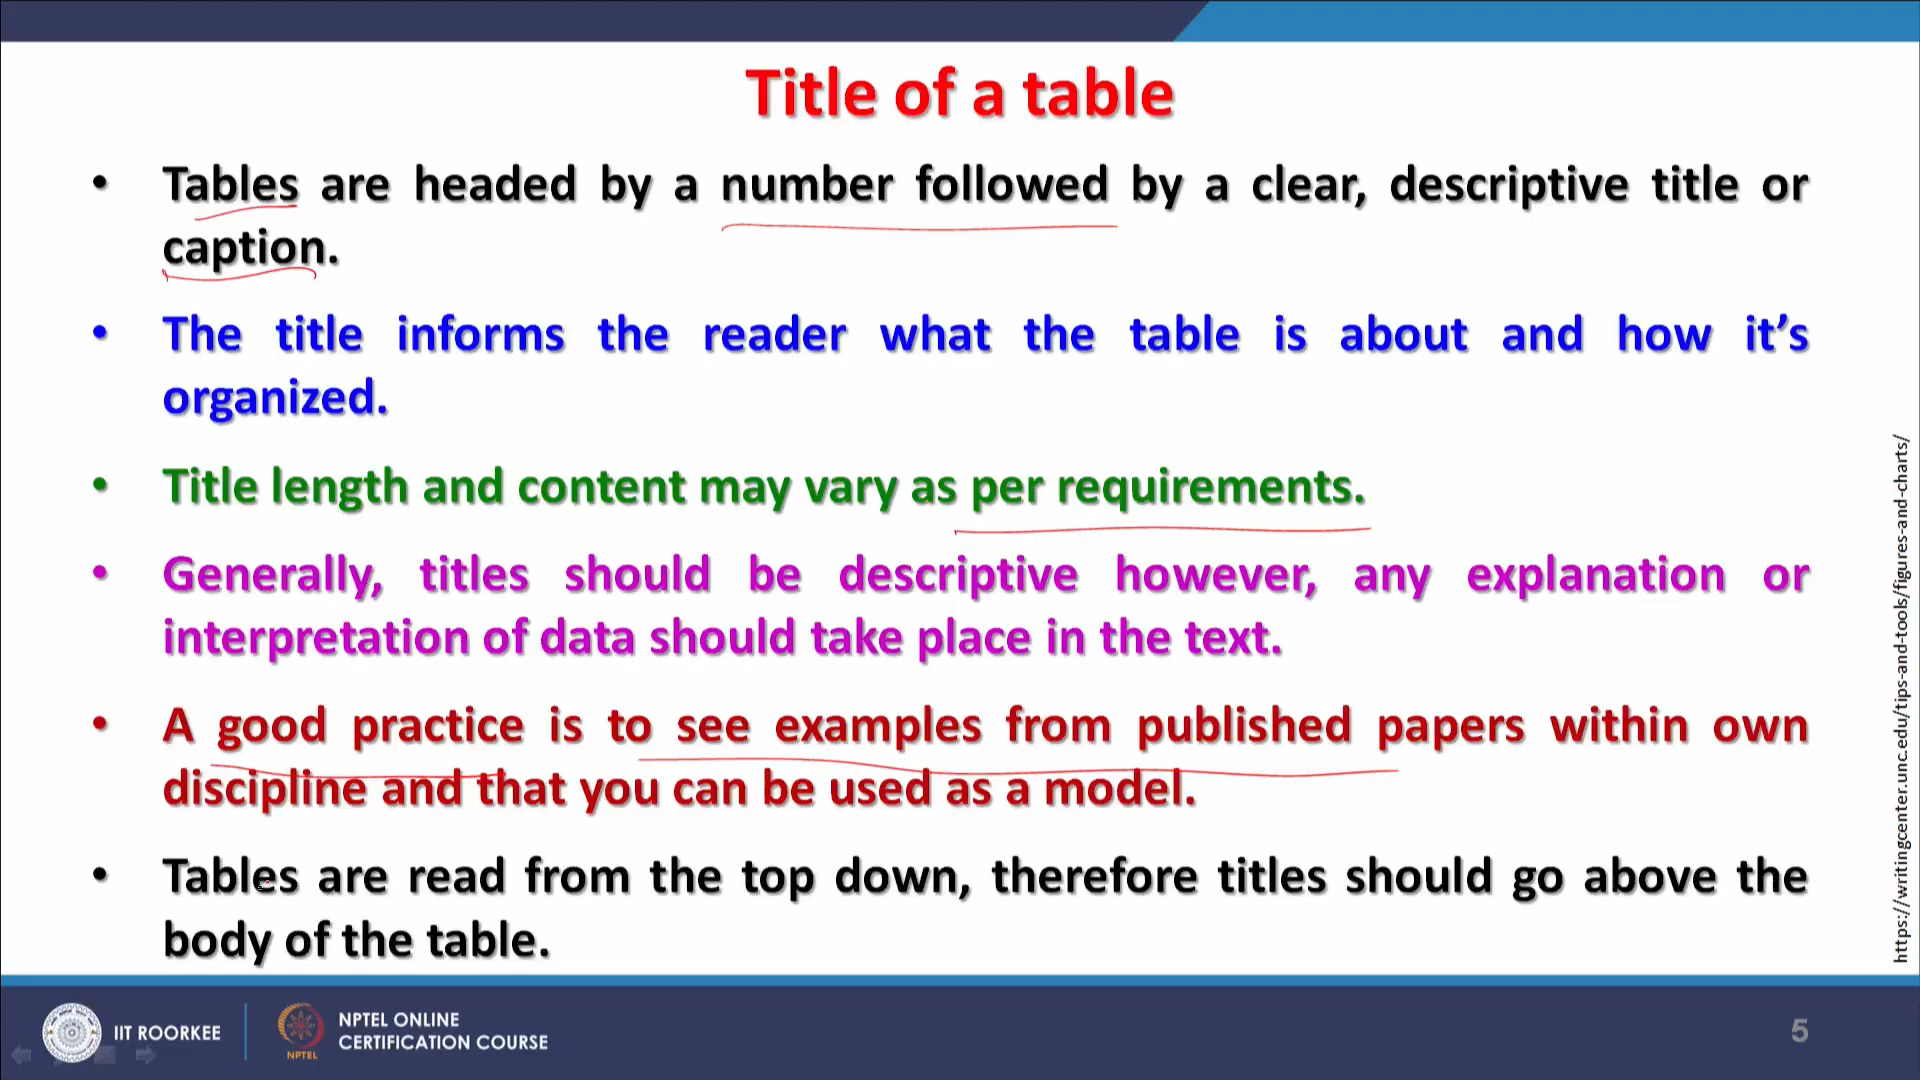 Title of a table
• Tables are headed by a number followed by a clear, descriptive title or
caption.
• The title informs the reader what the table is about and how it’s
organized.
• Title length and content may vary as per requirements.
• Generally, titles should be descriptive however, any explanation or
interpretation of data should take place in the text.
• A good practice is to see examples from published papers within own
discipline and that you can be used as a model.
• Tables are read from the top down, therefore titles should go above the
body of the table.
https://writingcenter.unc.edu/tips-and-tools/figures-and-charts/
IIT ROORKEE
NPTEL
NPTEL ONLINE
CERTIFICATION COURSE
5